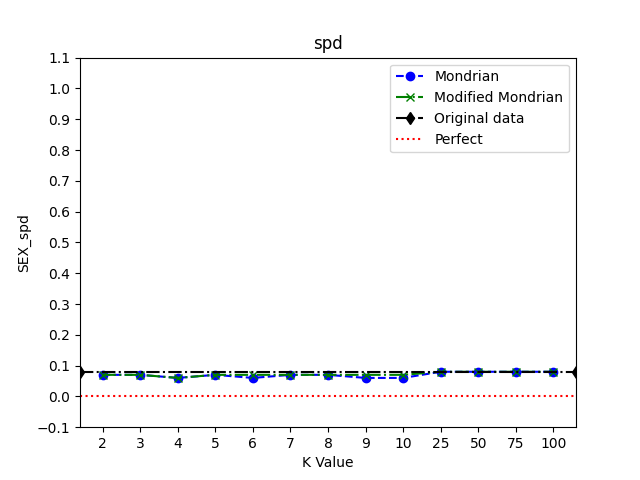 spd
Mondrian
Modified Mondrian
Original data
Perfect
1.1
1.0
0.9
0.8
0.7
0.6
0.5
0.4
0.3
0.2
0.1
0.0
−0.1
SEX_spd
2 3 4 5 6 7 8 9 10 25 50 75 100
K Value